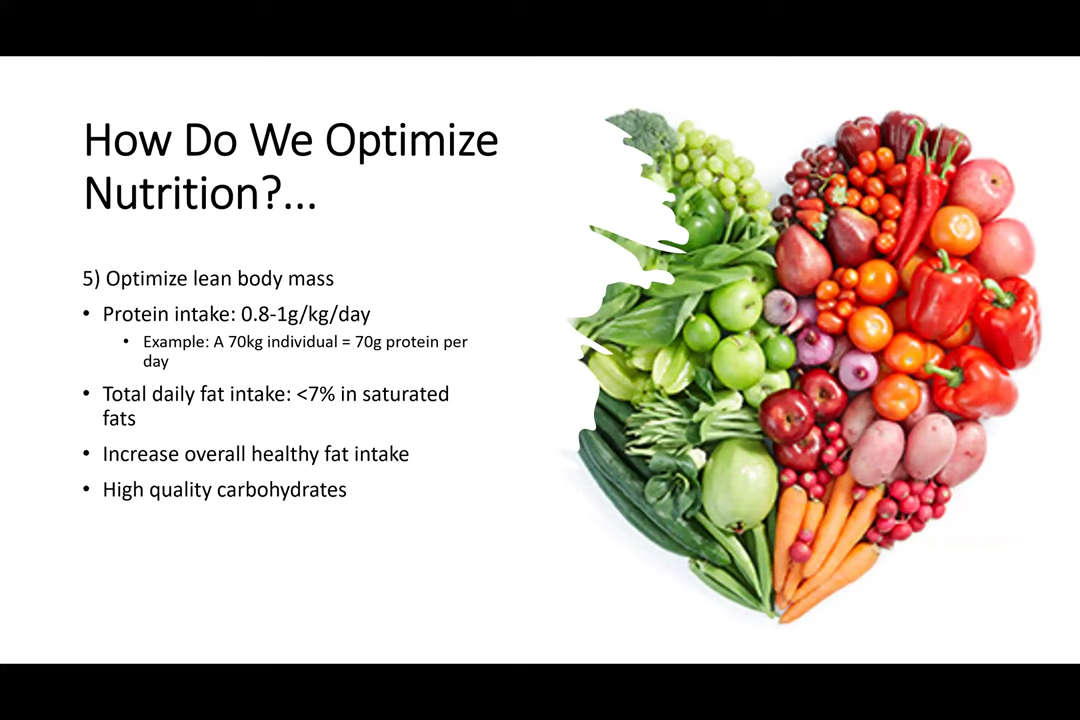 How Do We Optimize
Nutrition?...
5) Optimize lean body mass
• Protein intake: 0.8-1g/kg/day
• Example: A 70kg individual = 70g protein per
day
• Total daily fat intake: <7% in saturated
fats
• Increase overall healthy fat intake
• High quality carbohydrates